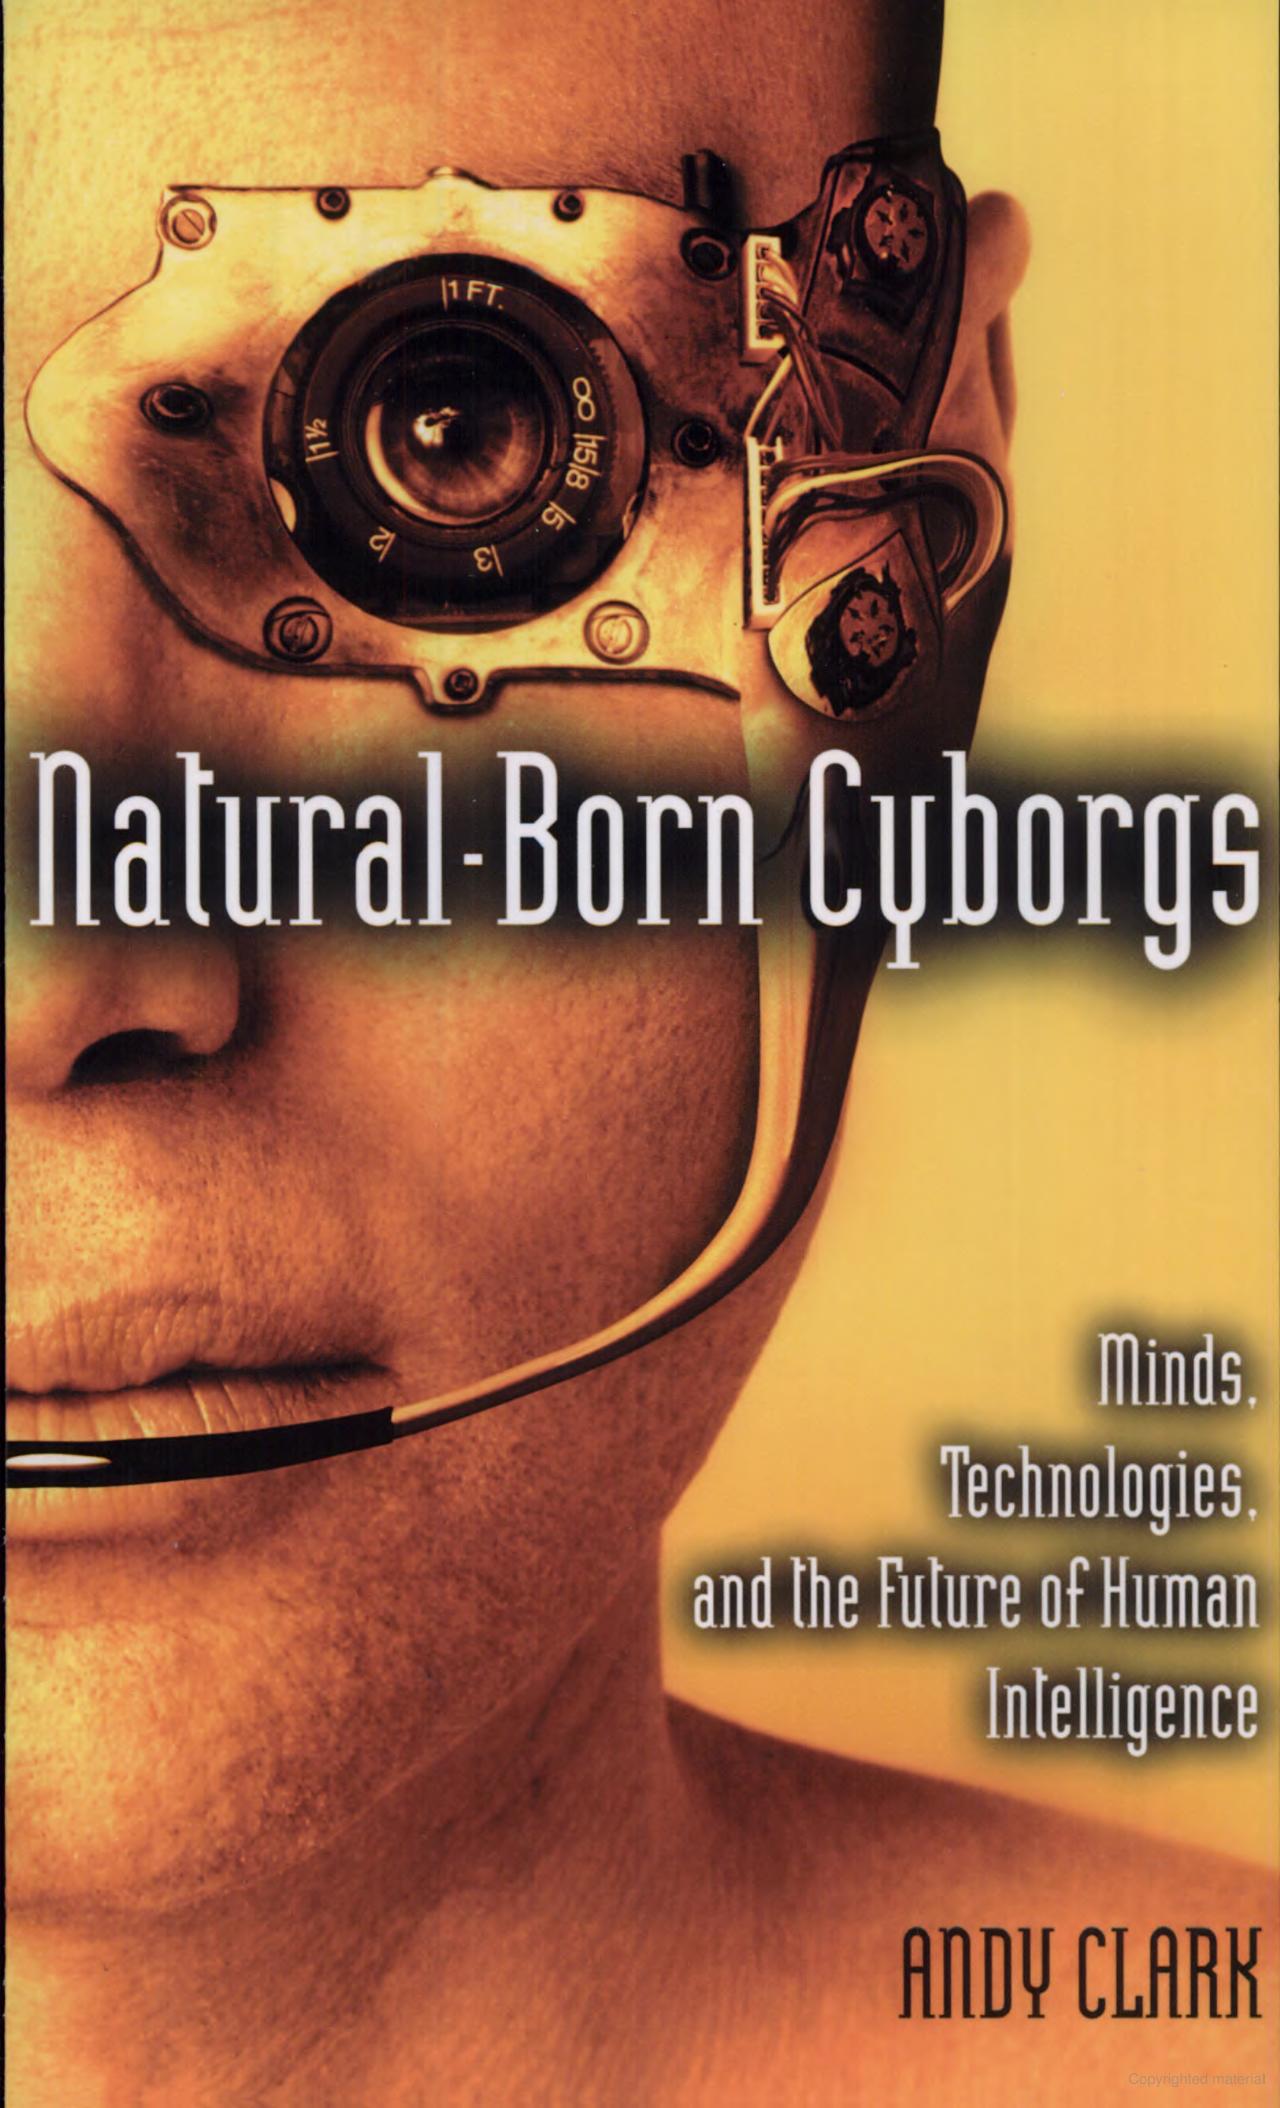 1 FT.
∞
15
8
5
3
2
1½
Natural-Born Cyborgs
Minds,
Technologies,
and the Future of Human
Intelligence
ANDY CLARK
Copyrighted material